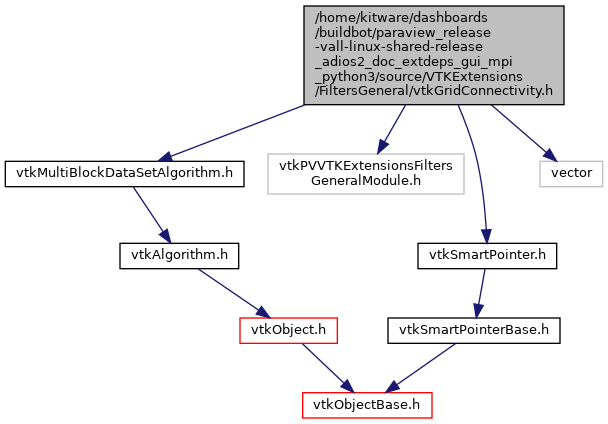 /home/kitware/dashboards
/buildbot/paraview_release
-vall-linux-shared-release
_adios2_doc_extdeps_gui_mpi
_python3/source/VTKExtensions
/FiltersGeneral/vtkGridConnectivity.h
vtkMultiBlockDataSetAlgorithm.h
vtkPVVTKExtensionsFilters
GeneralModule.h
vector
vtkAlgorithm.h
vtkSmartPointer.h
vtkObject.h
vtkSmartPointerBase.h
vtkObjectBase.h